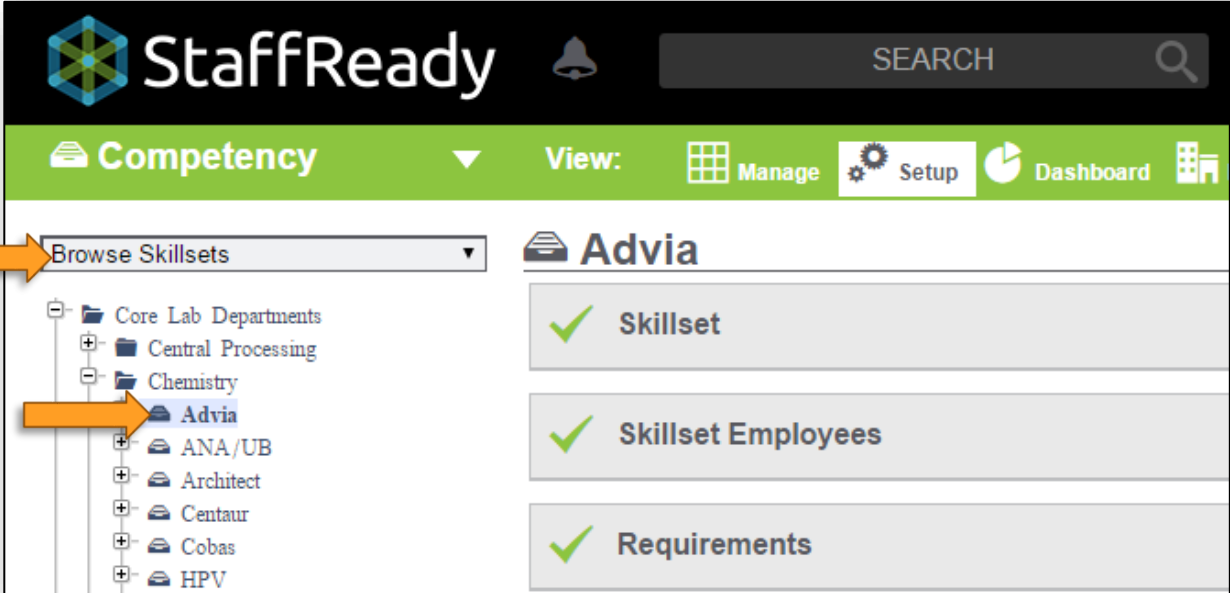 StaffReady SEARCH
Competency View: Manage Setup Dashboard
Browse Skillsets
Core Lab Departments
Central Processing
Chemistry
Advia
ANA/UB
Architect
Centaur
Cobas
HPV
Advia
Skillset
Skillset Employees
Requirements